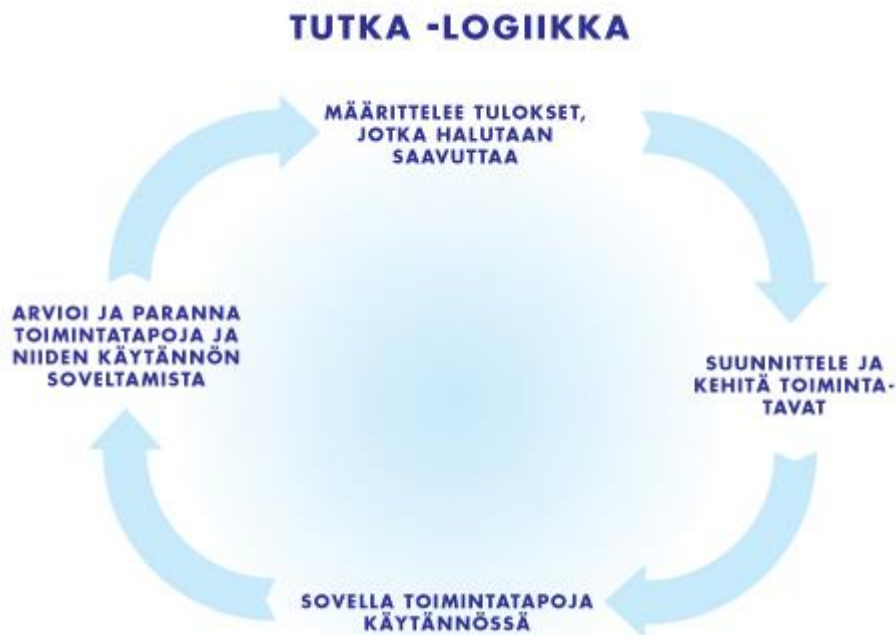 TUTKA -LOGIIKKA
MÄÄRITTELEE TULOKSET,
JOTKA HALUTAAN
SAAVUTTAA
SUUNNITTELE JA
KEHITÄ TOIMINTA-
TAVAT
SOVELLA TOIMINTATAPOJA
KÄYTÄNNÖSSÄ
ARVIOI JA PARANNA
TOIMINTATAPOJA JA
NIIDEN KÄYTÄNNÖN
SOVELTAMISTA